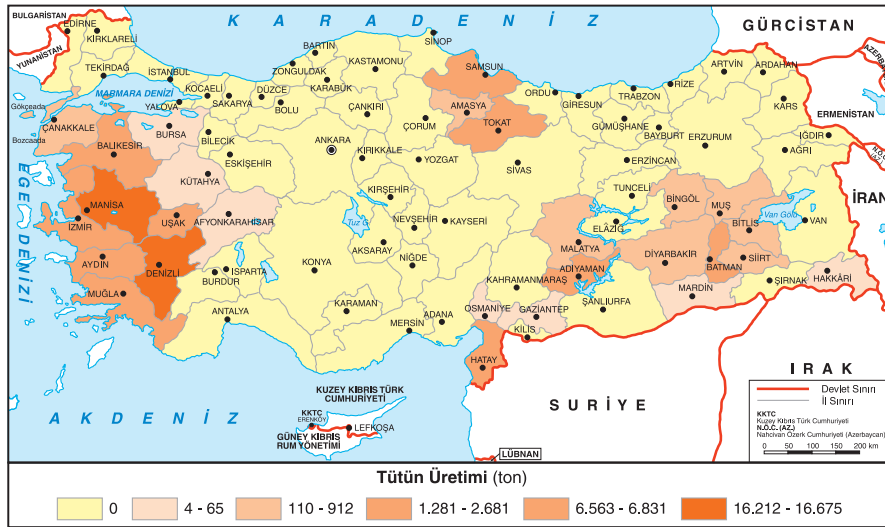 BULGARİSTAN
K A R A D E N İ Z
GÜRCİSTAN
YUNANİSTAN
EDİRNE
KIRKLARELİ
TEKİRDAĞ
İSTANBUL
MARMARA DENİZİ
YALOVA
KOCAELİ
SAKARYA
DÜZCE
BOLU
ZONGULDAK
BARTIN
KARABÜK
KASTAMONU
SİNOP
SAMSUN
AMASYA
TOKAT
ORDU
GİRESUN
TRABZON
RİZE
ARTVİN
ARDAHAN
KARS
ERMENİSTAN
IĞDIR
AĞRI
N.Ö.C.
(AZ.)
İRAN
Gökçeada
Bozcaada
ÇANAKKALE
BALIKESİR
BURSA
BİLECİK
ESKİŞEHİR
KÜTAHYA
ANKARA
ÇANKIRI
KIRIKKALE
ÇORUM
YOZGAT
SİVAS
GÜMÜŞHANE
BAYBURT
ERZURUM
ERZİNCAN
TUNCELİ
BİNGÖL
MUŞ
BİTLİS
Van Gölü
VAN
E G E D E N İ Z İ
MANİSA
İZMİR
UŞAK
AFYONKARAHİSAR
AYDIN
DENİZLİ
MUĞLA
BURDUR
ISPARTA
ANTALYA
KONYA
Tuz G.
KIRŞEHİR
NEVŞEHİR
AKSARAY
NİĞDE
KAYSERİ
KARAMAN
MERSİN
ADANA
KAHRAMANMARAŞ
OSMANİYE
GAZİANTEP
KİLİS
HATAY
MALATYA
ELAZIĞ
ADIYAMAN
ŞANLIURFA
DİYARBAKIR
BATMAN
SİİRT
MARDİN
ŞIRNAK
HAKKÂRİ
A K D E N İ Z
KUZEY KIBRIS TÜRK
CUMHURİYETİ
KKTC
ERENKÖY
LEFKOŞA
GÜNEY KIBRIS
RUM YÖNETİMİ
LÜBNAN
S U R İ Y E
I R A K
Devlet Sınırı
İl Sınırı
KKTC
Kuzey Kıbrıs Türk Cumhuriyeti
N.Ö.C. (AZ.)
Nahcivan Özerk Cumhuriyeti (Azerbaycan)
0 50 100 150 200 km
Tütün Üretimi (ton)
0 4 - 65 110 - 912 1.281 - 2.681 6.563 - 6.831 16.212 - 16.675